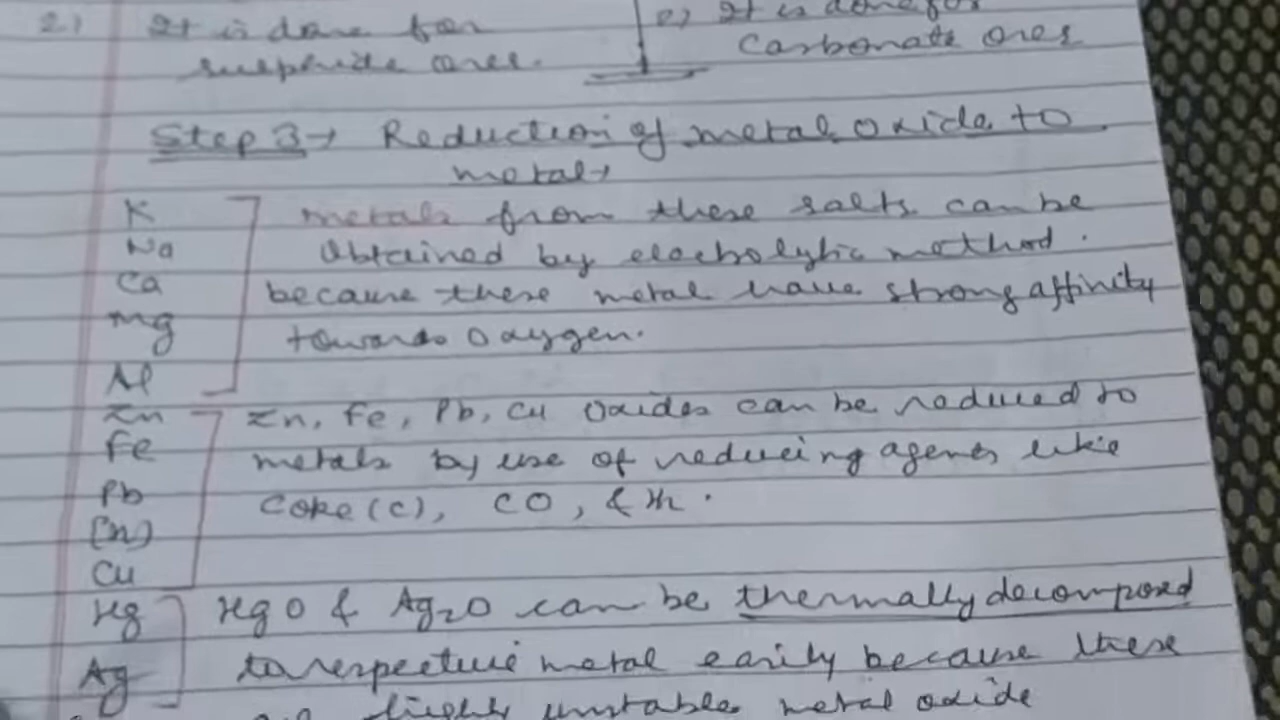 2.) It is done for
sulphide ores.
2) It is done for
carbonate ores
Step 3 → Reduction of metal oxide to
metal →
K
Na
Ca
Mg
Al
metals from these salts can be
obtained by electrolytic method.
because these metal have strong affinity
towards oxygen.
Zn
Fe
Pb
(H)
Cu
Zn, Fe, Pb, Cu oxides can be reduced to
metals by use of reducing agents like
Coke (C), CO, &
Hg
Ag
HgO & Ag2O can be thermally decomposed
to respective metal easily because these
highly unstable metal oxide